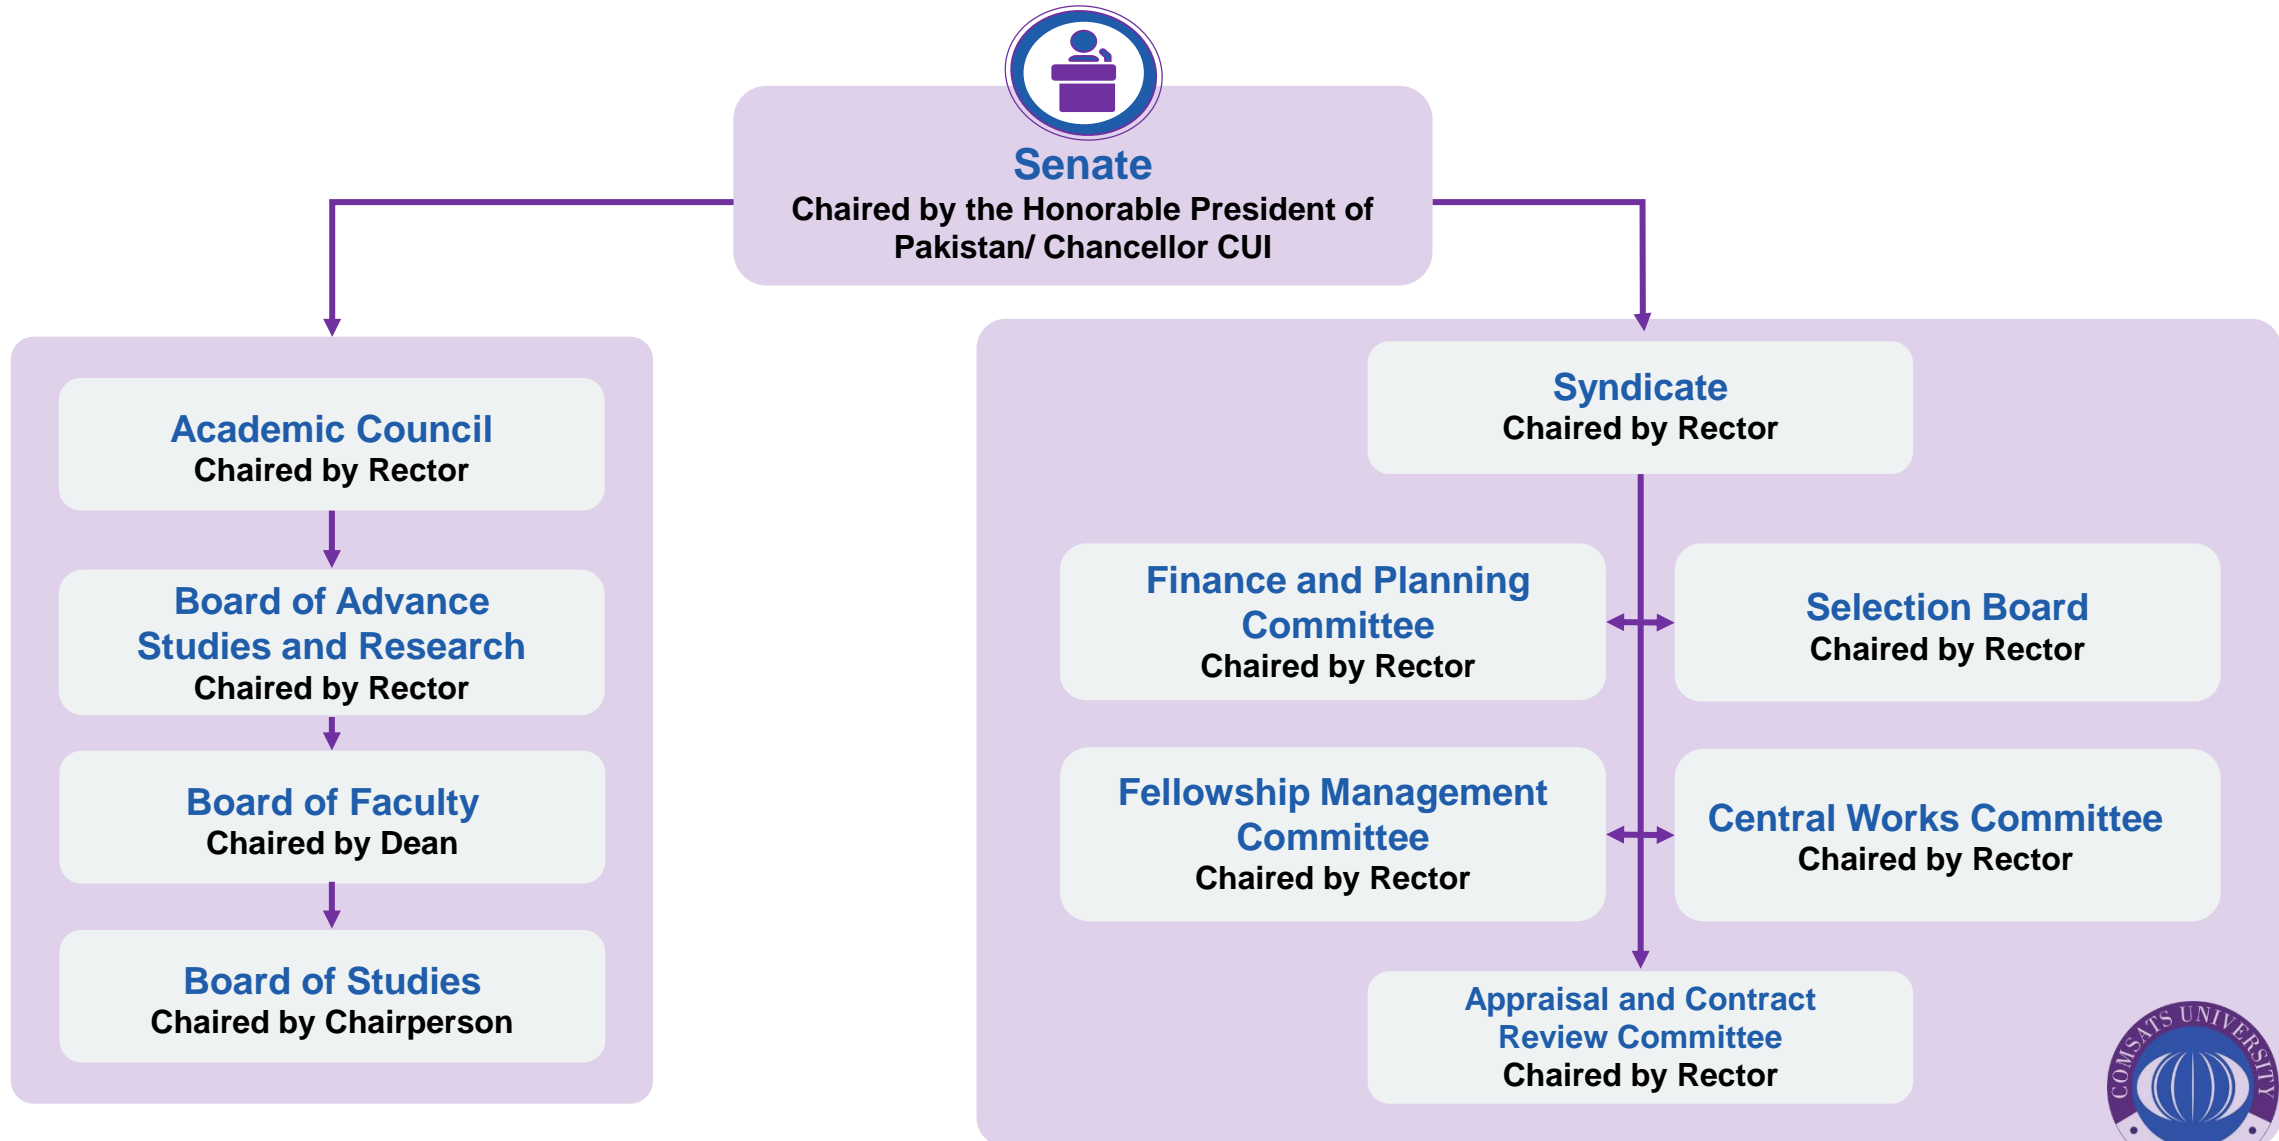 Senate
Chaired by the Honorable President of
Pakistan/ Chancellor CUI
Academic Council
Chaired by Rector
Board of Advance
Studies and Research
Chaired by Rector
Board of Faculty
Chaired by Dean
Board of Studies
Chaired by Chairperson
Syndicate
Chaired by Rector
Finance and Planning
Committee
Chaired by Rector
Selection Board
Chaired by Rector
Fellowship Management
Committee
Chaired by Rector
Central Works Committee
Chaired by Rector
Appraisal and Contract
Review Committee
Chaired by Rector
COMSATS UNIVERSITY